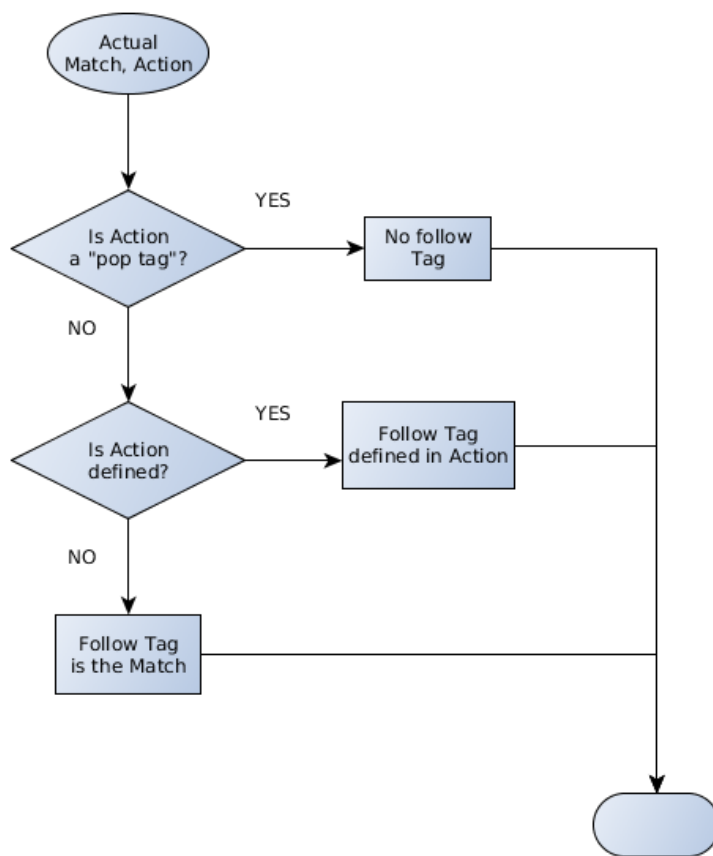 Actual
Match, Action
YES
Is Action
a "pop tag"?
No follow
Tag
NO
YES
Is Action
defined?
Follow Tag
defined in Action
NO
Follow Tag
is the Match